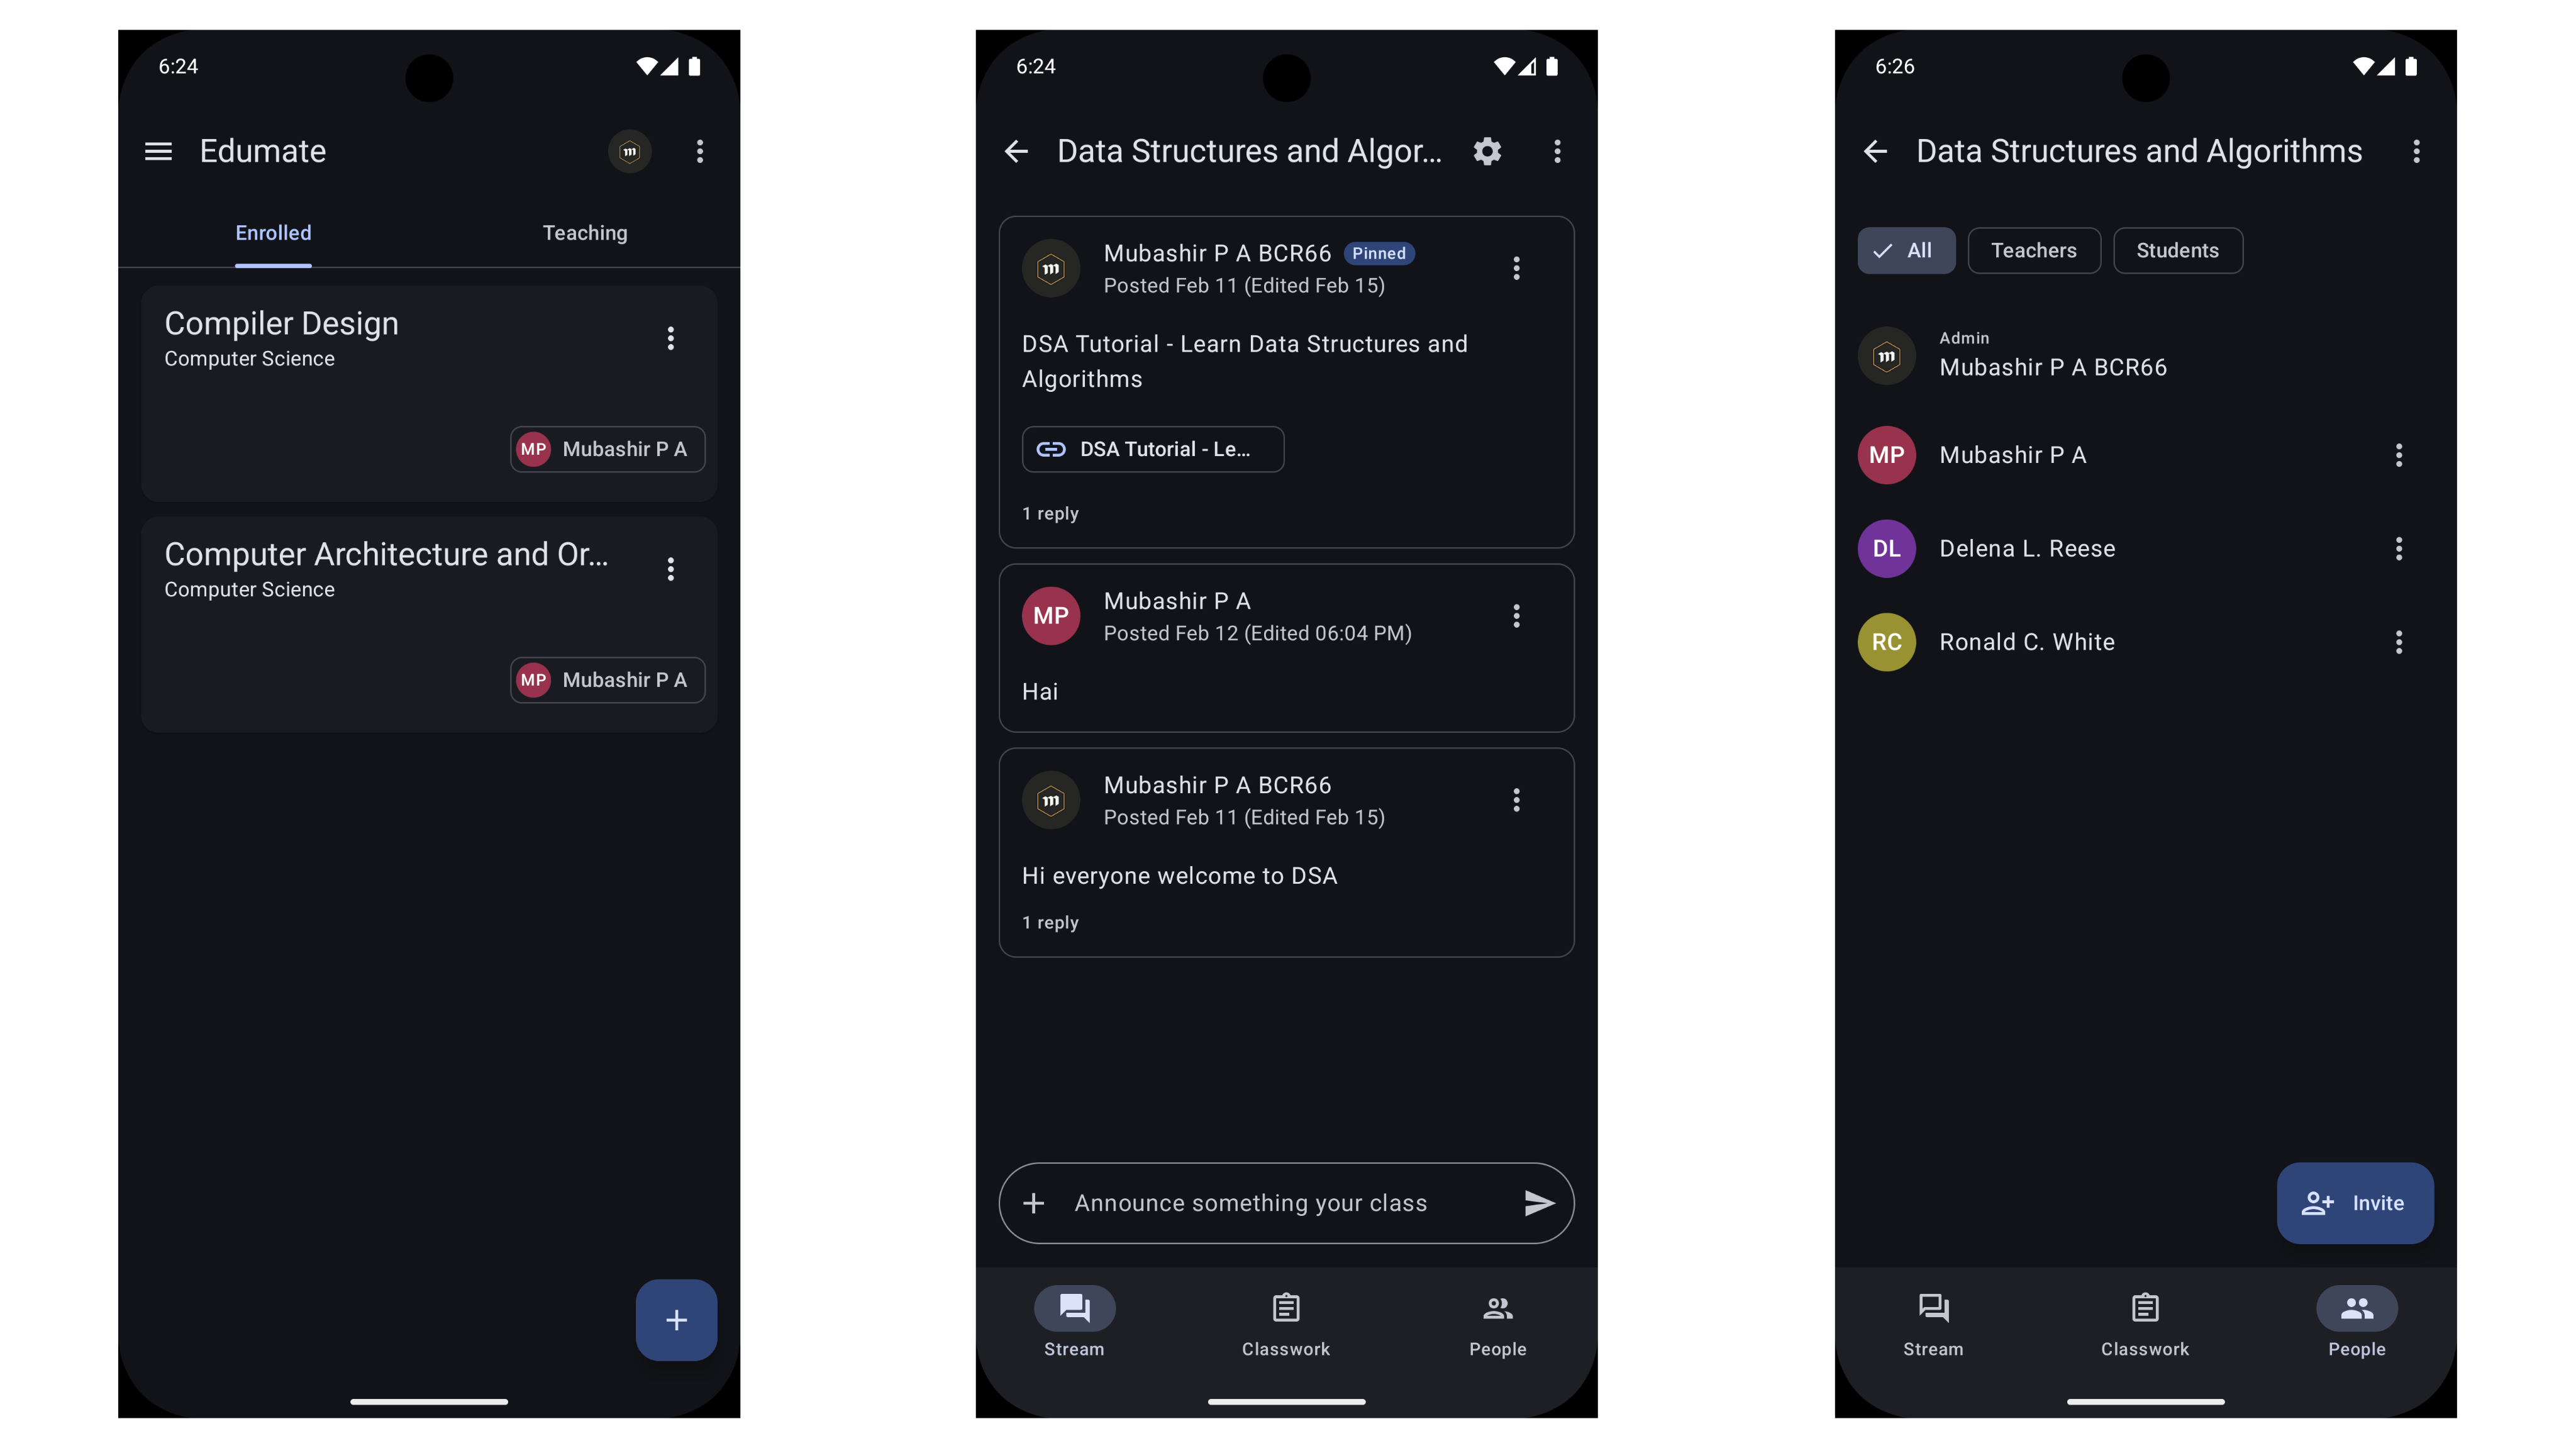 6:24
Edumate
m
Enrolled
Teaching
Compiler Design
Computer Science
MP Mubashir P A
Computer Architecture and Or...
Computer Science
MP Mubashir P A
6:24
Data Structures and Algor...
m
Mubashir P A BCR66 Pinned
Posted Feb 11 (Edited Feb 15)
DSA Tutorial - Learn Data Structures and
Algorithms
DSA Tutorial - Le...
1 reply
MP
Mubashir P A
Posted Feb 12 (Edited 06:04 PM)
Hai
m
Mubashir P A BCR66
Posted Feb 11 (Edited Feb 15)
Hi everyone welcome to DSA
1 reply
Announce something your class
Stream
Classwork
People
6:26
Data Structures and Algorithms
All
Teachers
Students
m
Admin
Mubashir P A BCR66
MP Mubashir P A
DL Delena L. Reese
RC Ronald C. White
Invite
Stream
Classwork
People